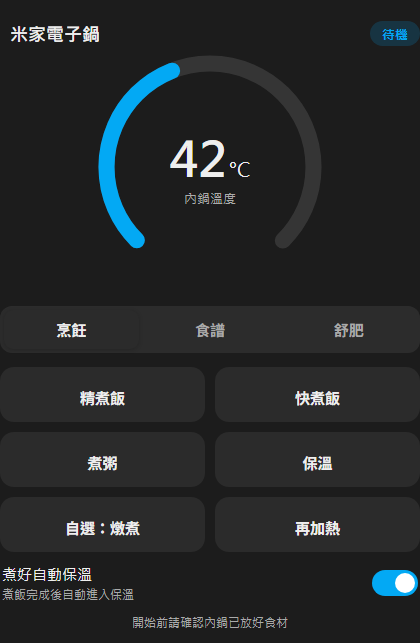 米家電子鍋
待機
42°C
內鍋溫度
烹飪
食譜
舒肥
精煮飯
快煮飯
煮粥
保溫
自選：燉煮
再加熱
煮好自動保溫
煮飯完成後自動進入保溫
開始前請確認內鍋已放好食材